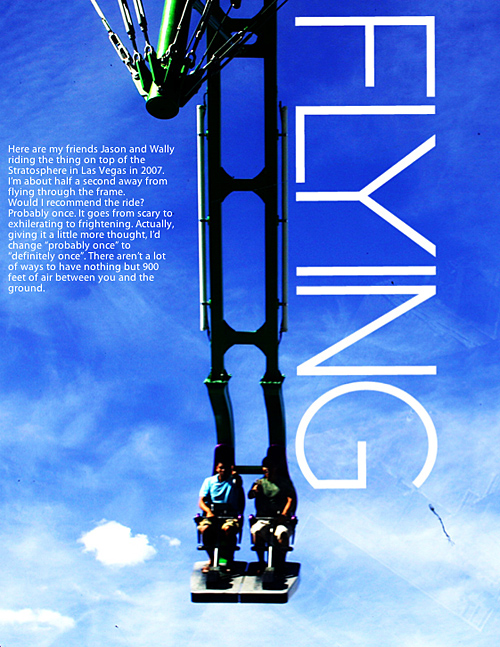 FLYING
Here are my friends Jason and Wally
riding the thing on top of the
Stratosphere in Las Vegas in 2007.
I'm about half a second away from
flying through the frame.
Would I recommend the ride?
Probably once. It goes from scary to
exhilerating to frightening. Actually,
giving it a little more thought, I'd
change "probably once" to
"definitely once". There aren't a lot
of ways to have nothing but 900
feet of air between you and the
ground.